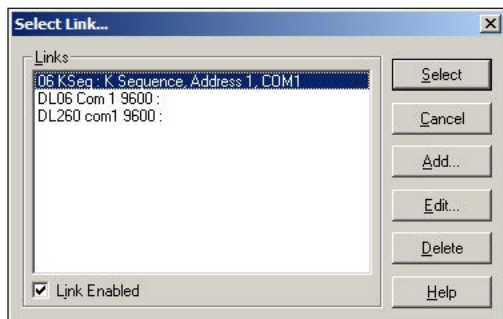 Select Link...
Links
06 KSeq : K Sequence, Address 1, COM1
DL06 Com 1 9600 :
DL260 com1 9600 :
Link Enabled
Select
Cancel
Add...
Edit...
Delete
Help